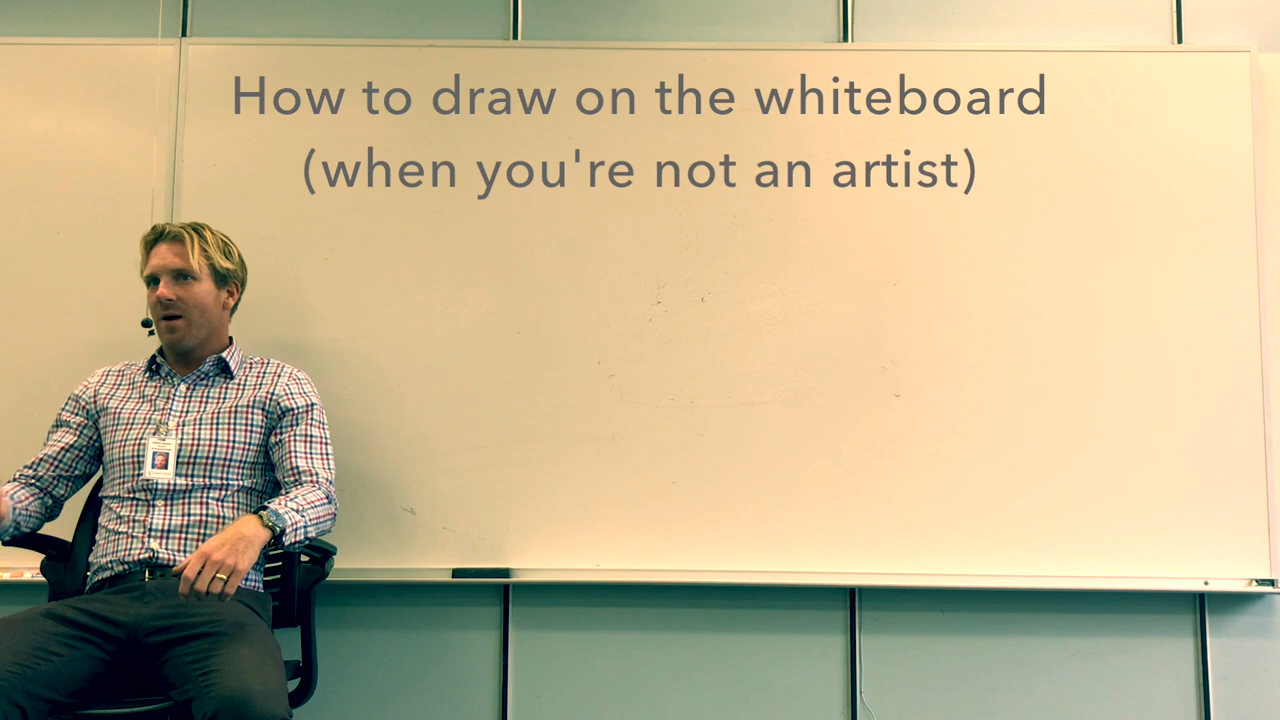 How to draw on the whiteboard
(when you're not an artist)